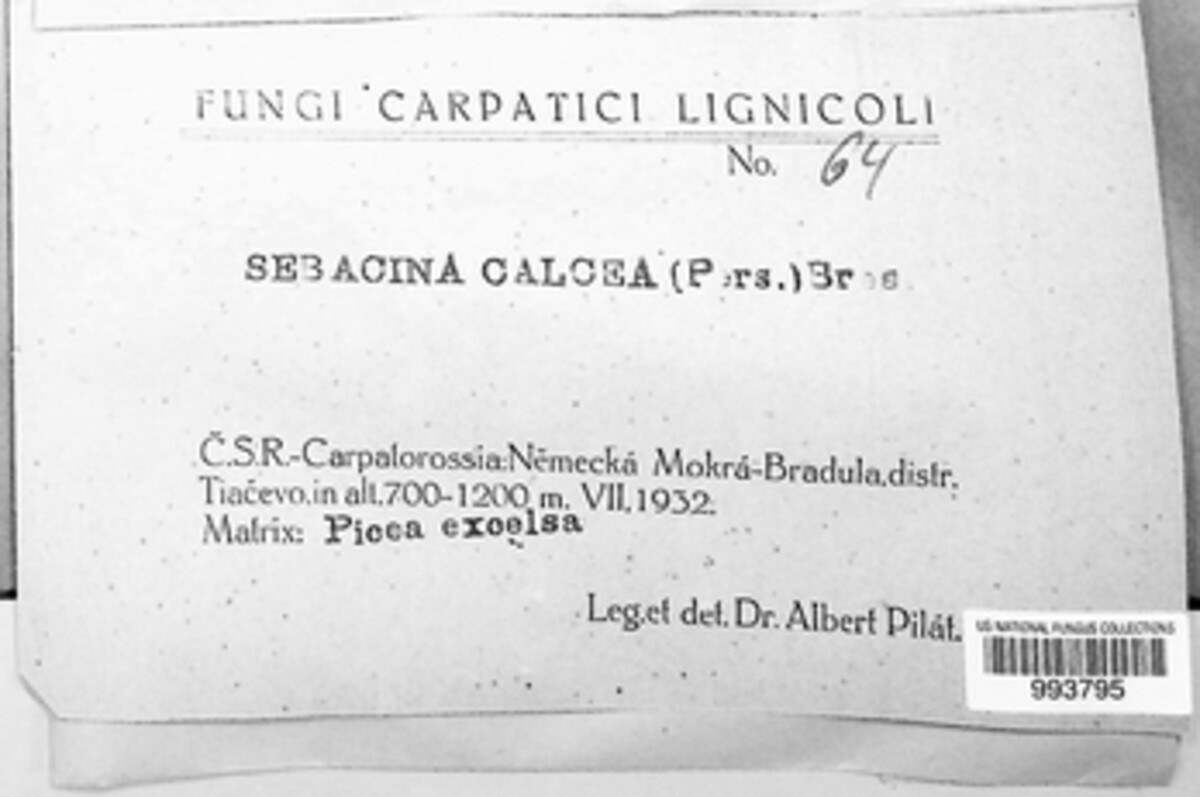 FUNGI CARPATICI LIGNICOLI
No. 64
SEBACINA CALCEA (Pers.) Bres.
Č.S.R.-Carpatorossia: Německá Mokrá-Bradula, distr.
Tiačevo, in alt. 700-1200 m. VII. 1932.
Matrix: Picea excelsa
Leg. et det. Dr. Albert Pilát.
US NATIONAL FUNGUS COLLECTIONS
993795